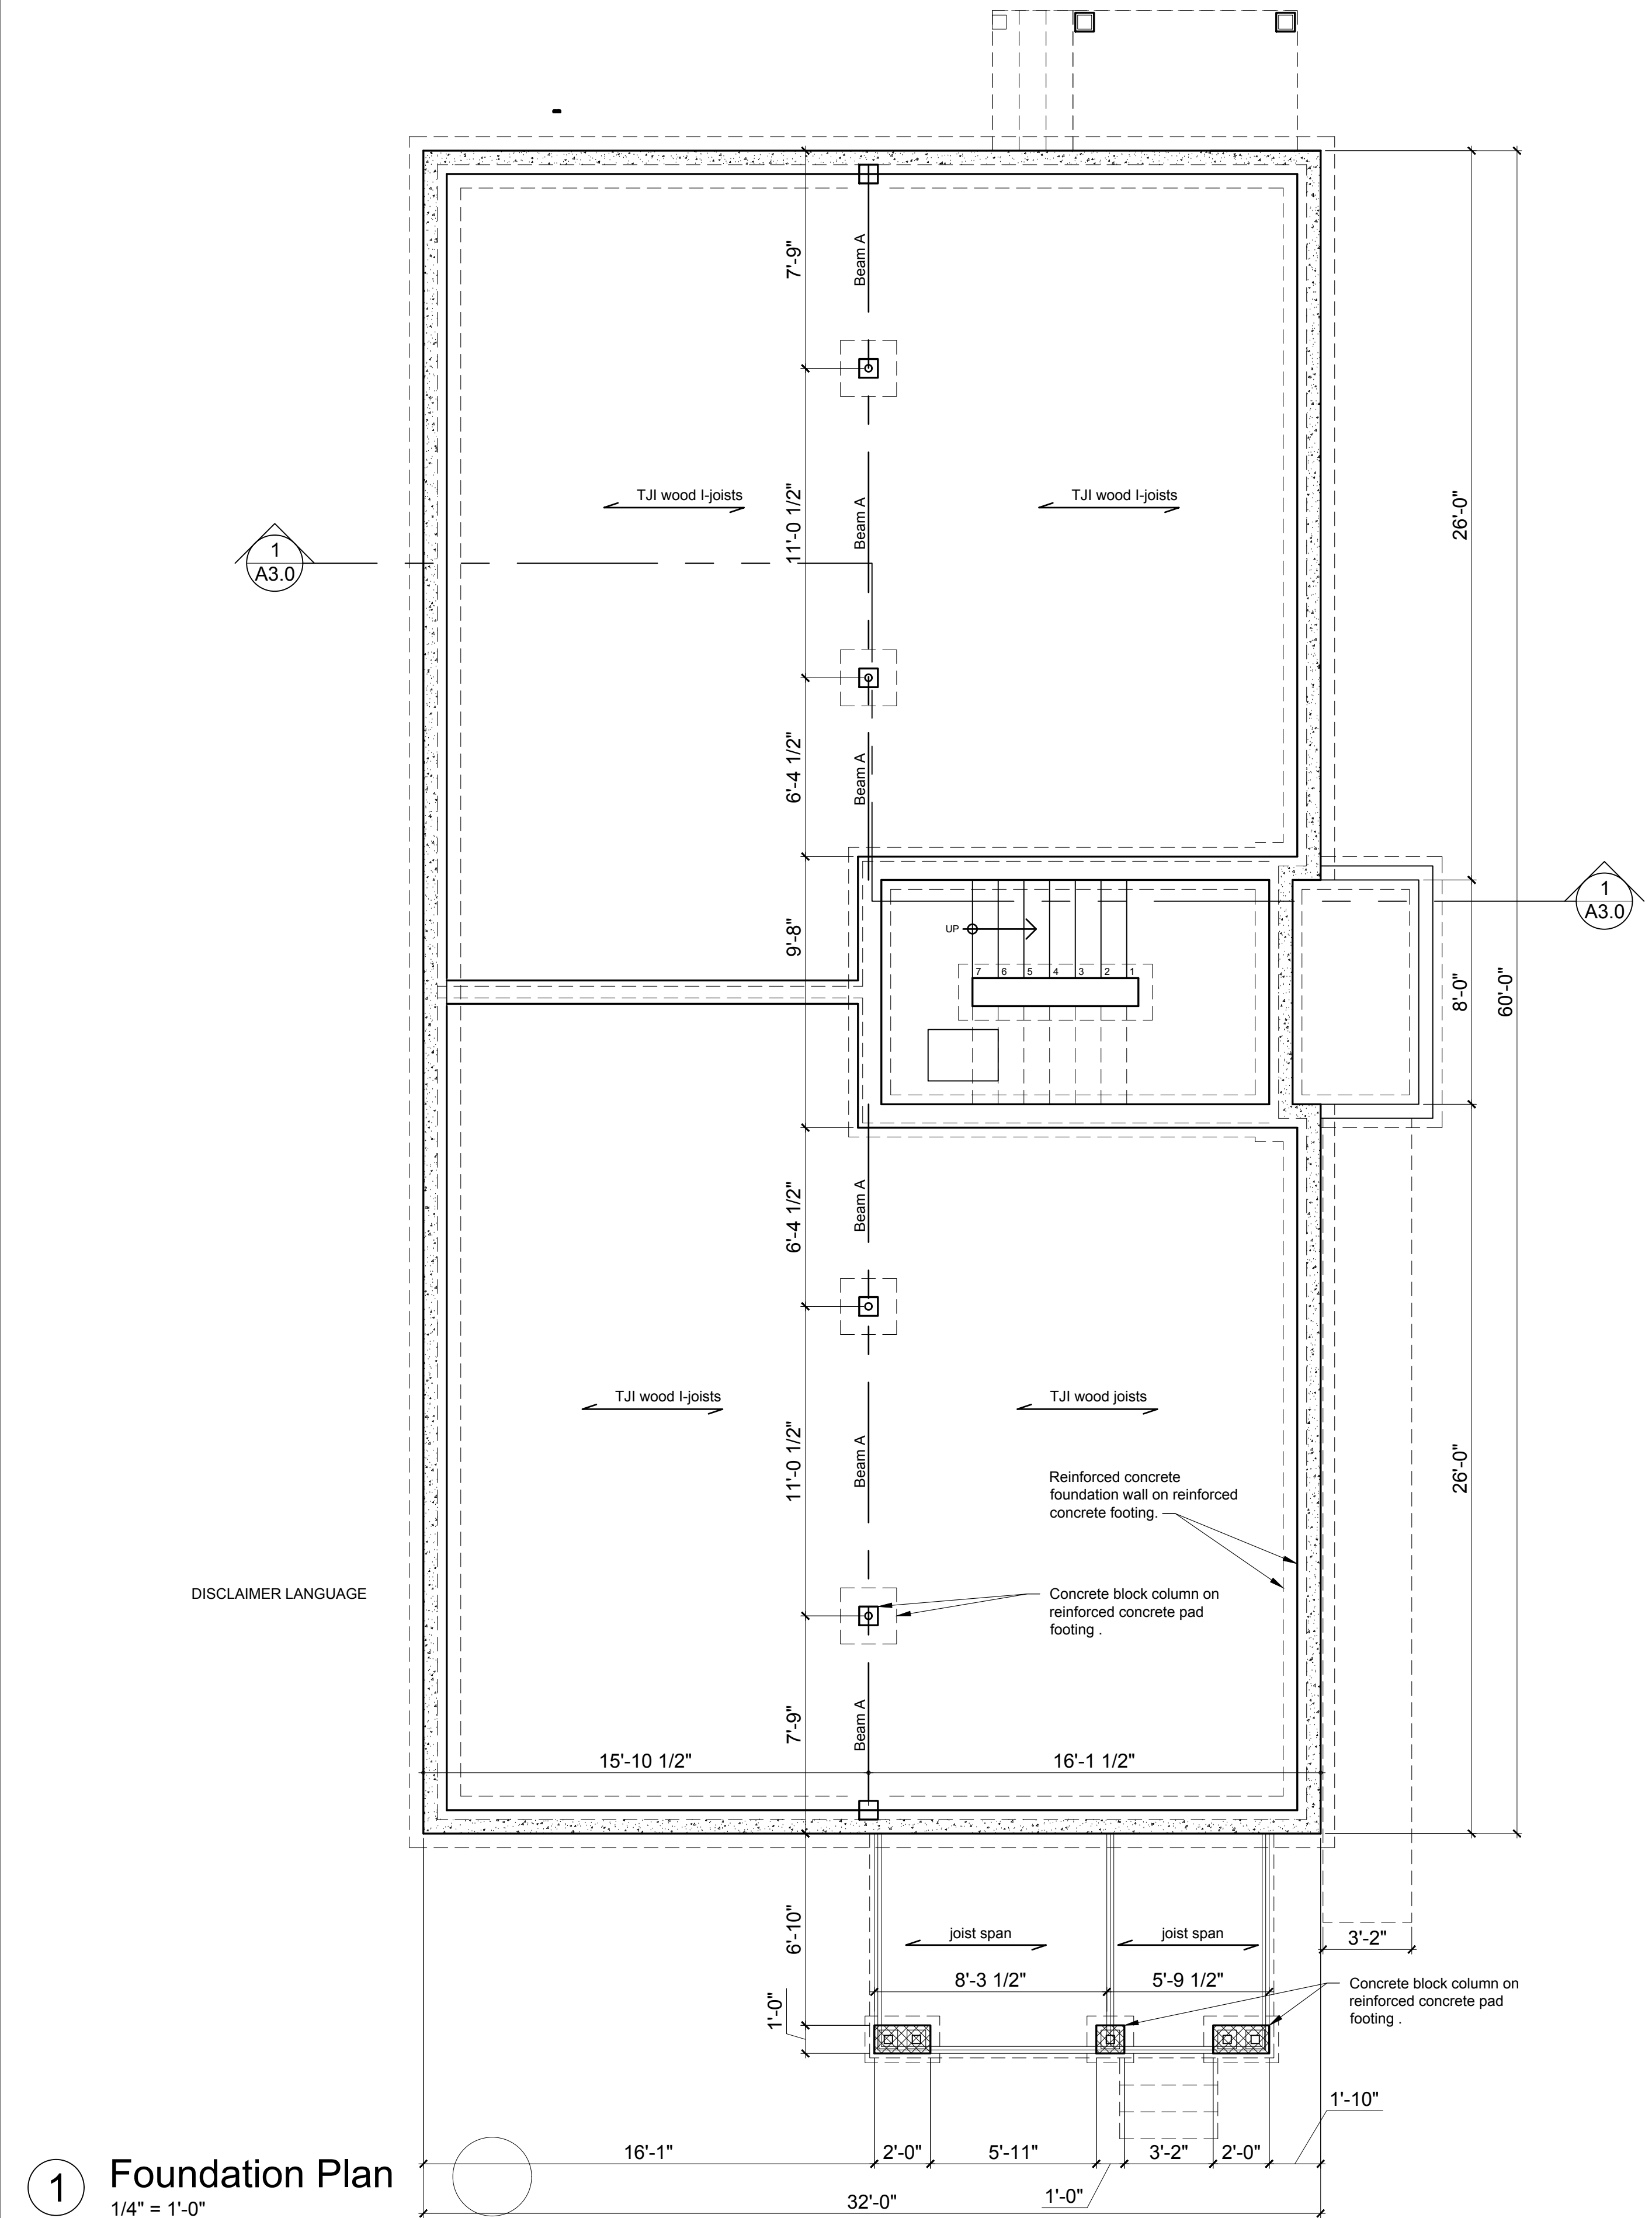 7'-9"
Beam A
TJI wood I-joists
TJI wood I-joists
11'-0 1/2"
Beam A
26'-0"
1
A3.0
6'-4 1/2"
Beam A
1
A3.0
9'-8"
UP
7 6 5 4 3 2 1
8'-0"
60'-0"
6'-4 1/2"
Beam A
TJI wood I-joists
TJI wood joists
11'-0 1/2"
Beam A
26'-0"
Reinforced concrete
foundation wall on reinforced
concrete footing.
DISCLAIMER LANGUAGE
Concrete block column on
reinforced concrete pad
footing .
7'-9"
Beam A
15'-10 1/2"
16'-1 1/2"
6'-10"
joist span
joist span
3'-2"
8'-3 1/2"
5'-9 1/2"
1'-0"
Concrete block column on
reinforced concrete pad
footing .
1'-10"
16'-1"
2'-0"
5'-11"
3'-2"
2'-0"
1'-0"
32'-0"
1
Foundation Plan
1/4" = 1'-0"